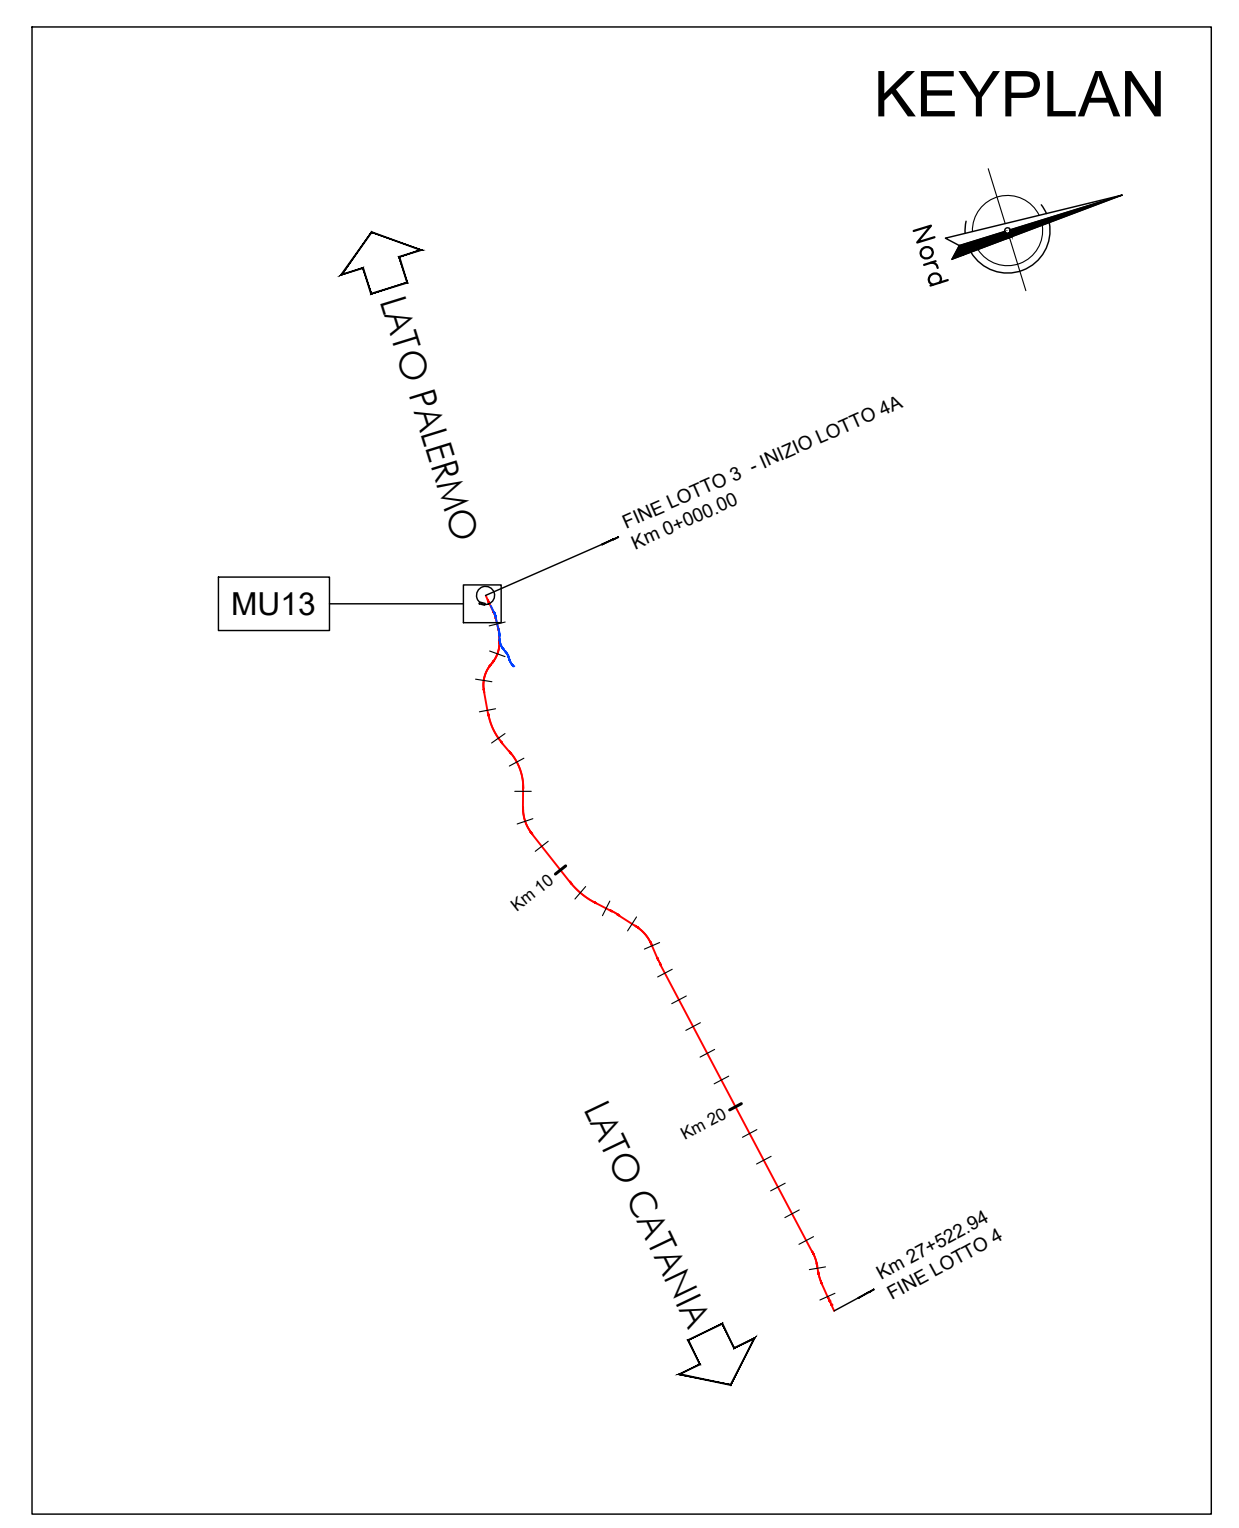 KEYPLAN
Nord
LATO PALERMO
FINE LOTTO 3 - INIZIO LOTTO 4A
Km 0+000.00
MU13
Km 10
Km 20
LATO CATANIA
Km 27+522.94
FINE LOTTO 4